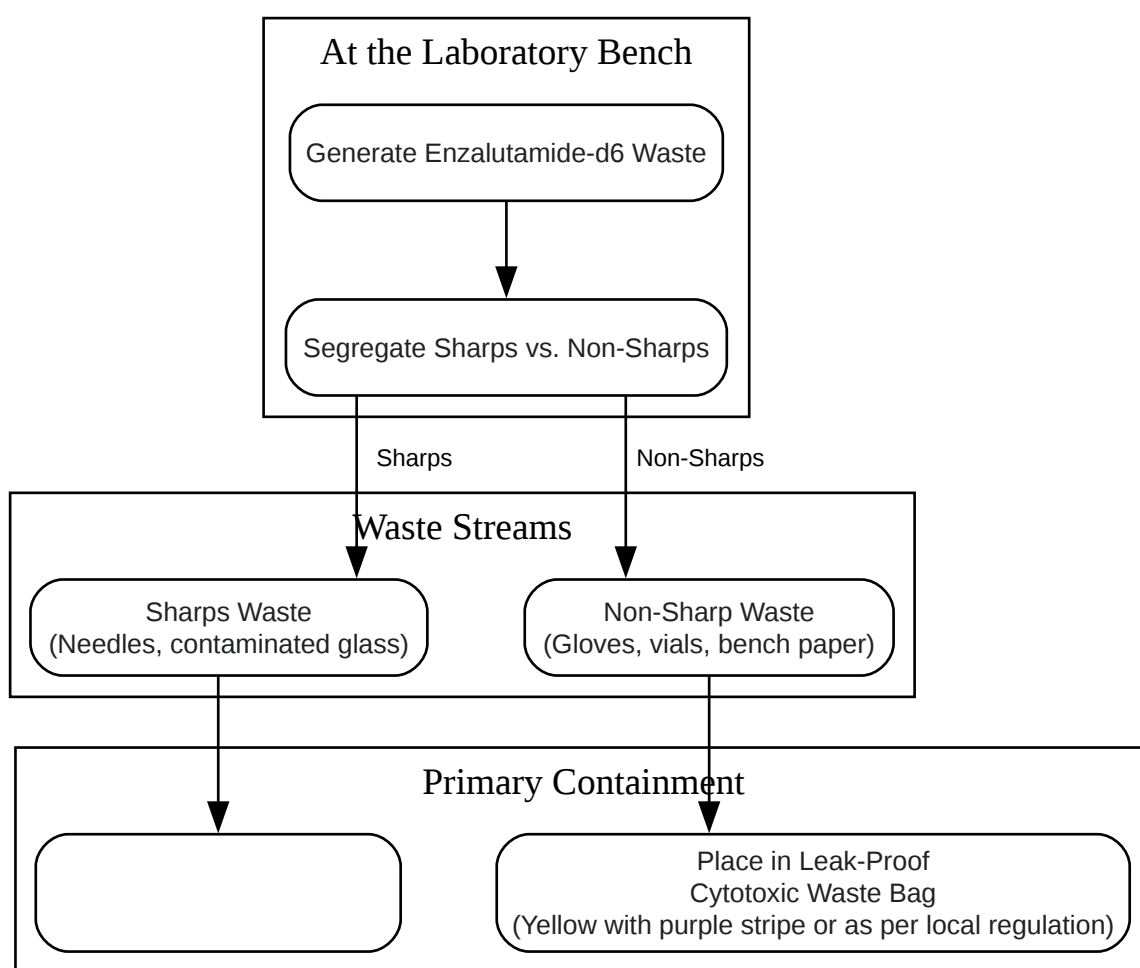 At the Laboratory Bench
Generate Enzalutamide-d6 Waste
Segregate Sharps vs. Non-Sharps
Sharps
Non-Sharps
Waste Streams
Sharps Waste
(Needles, contaminated glass)
Non-Sharp Waste
(Gloves, vials, bench paper)
Primary Containment
Place in Leak-Proof
Cytotoxic Waste Bag
(Yellow with purple stripe or as per local regulation)